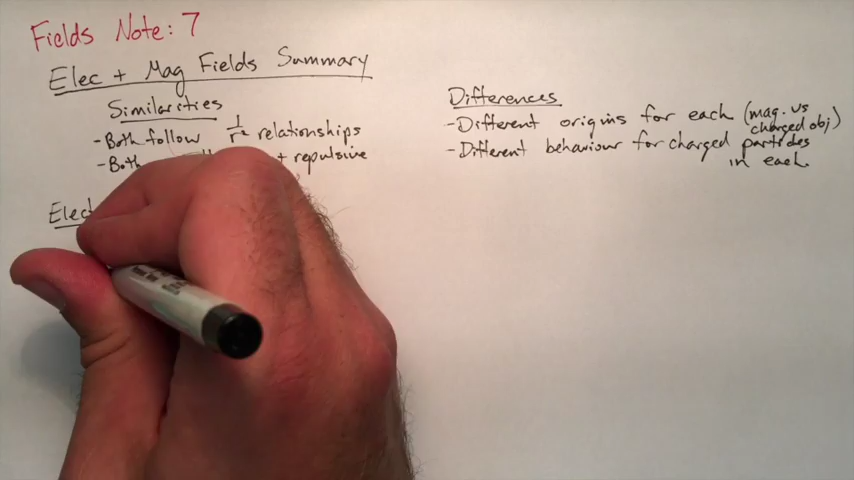 Fields Note: 7
Elec + Mag Fields Summary
Similarities
-Both follow 1/r² relationships
-Both + repulsive
Elec
Differences
-Different origins for each (mag. vs
charged obj)
-Different behaviour for charged particles
in each